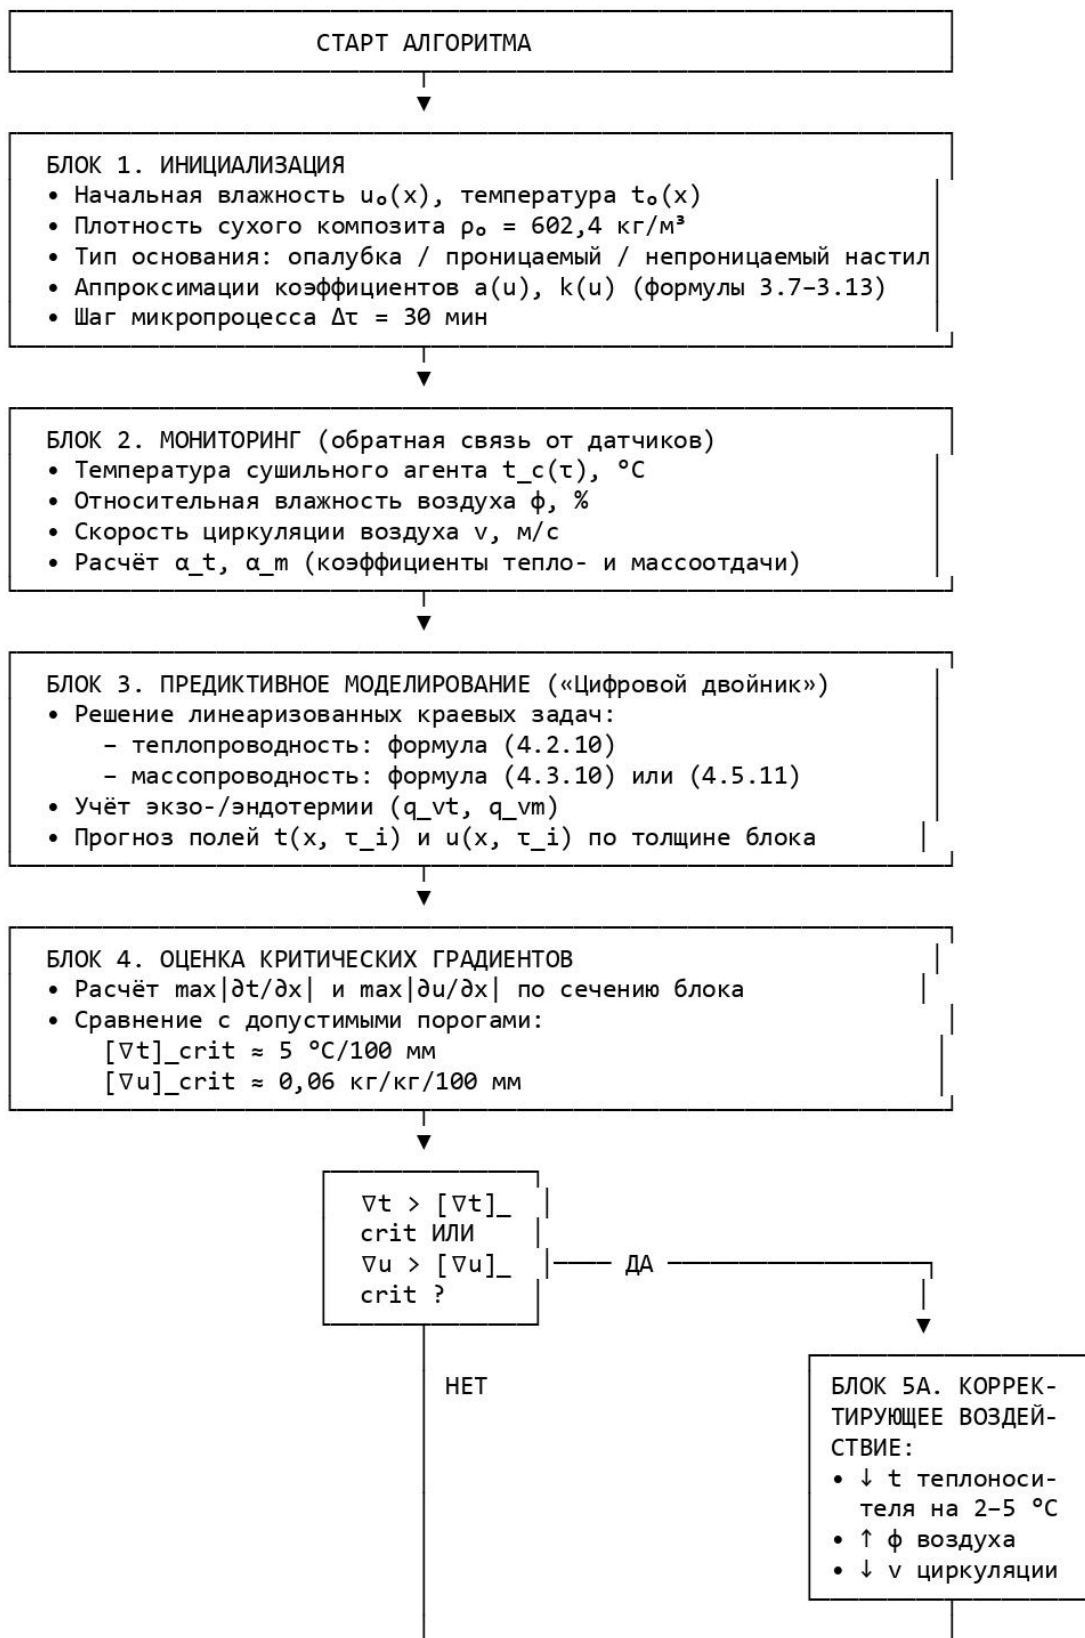 СТАРТ АЛГОРИТМА
БЛОК 1. ИНИЦИАЛИЗАЦИЯ
• Начальная влажность u₀(x), температура t₀(x)
• Плотность сухого композита ρ₀ = 602,4 кг/м³
• Тип основания: опалубка / проницаемый / непроницаемый настил
• Аппроксимации коэффициентов a(u), k(u) (формулы 3.7–3.13)
• Шаг микропроцесса Δτ = 30 мин
БЛОК 2. МОНИТОРИНГ (обратная связь от датчиков)
• Температура сушильного агента t_c(τ), °C
• Относительная влажность воздуха φ, %
• Скорость циркуляции воздуха v, м/с
• Расчёт α_t, α_m (коэффициенты тепло- и массоотдачи)
БЛОК 3. ПРЕДИКТИВНОЕ МОДЕЛИРОВАНИЕ («Цифровой двойник»)
• Решение линеаризованных краевых задач:
– теплопроводность: формула (4.2.10)
– массопроводность: формула (4.3.10) или (4.5.11)
• Учёт экзо-/эндотермии (q_vt, q_vm)
• Прогноз полей t(x, τ_i) и u(x, τ_i) по толщине блока
БЛОК 4. ОЦЕНКА КРИТИЧЕСКИХ ГРАДИЕНТОВ
• Расчёт max|∂t/∂x| и max|∂u/∂x| по сечению блока
• Сравнение с допустимыми порогами:
[∇t]_crit ≈ 5 °C/100 мм
[∇u]_crit ≈ 0,06 кг/кг/100 мм
∇t > [∇t]_
crit ИЛИ
∇u > [∇u]_
crit ?
ДА
НЕТ
БЛОК 5А. КОРРЕК-
ТИРУЮЩЕЕ ВОЗДЕЙ-
СТВИЕ:
• ↓ t теплоноси-
теля на 2–5 °C
• ↑ φ воздуха
• ↓ v циркуляции